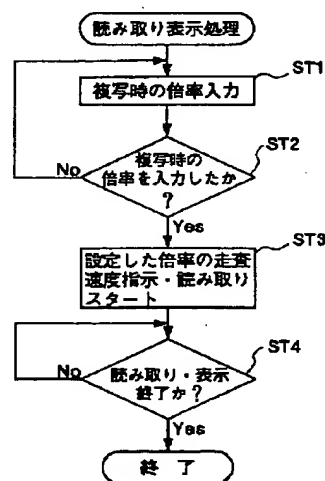 読み取り表示処理
ST1
複写時の倍率入力
ST2
複写時の
倍率を入力したか
?
No
Yes
ST3
設定した倍率の走査
速度指示・読み取り
スタート
ST4
読み取り・表示
終了か?
No
Yes
終了